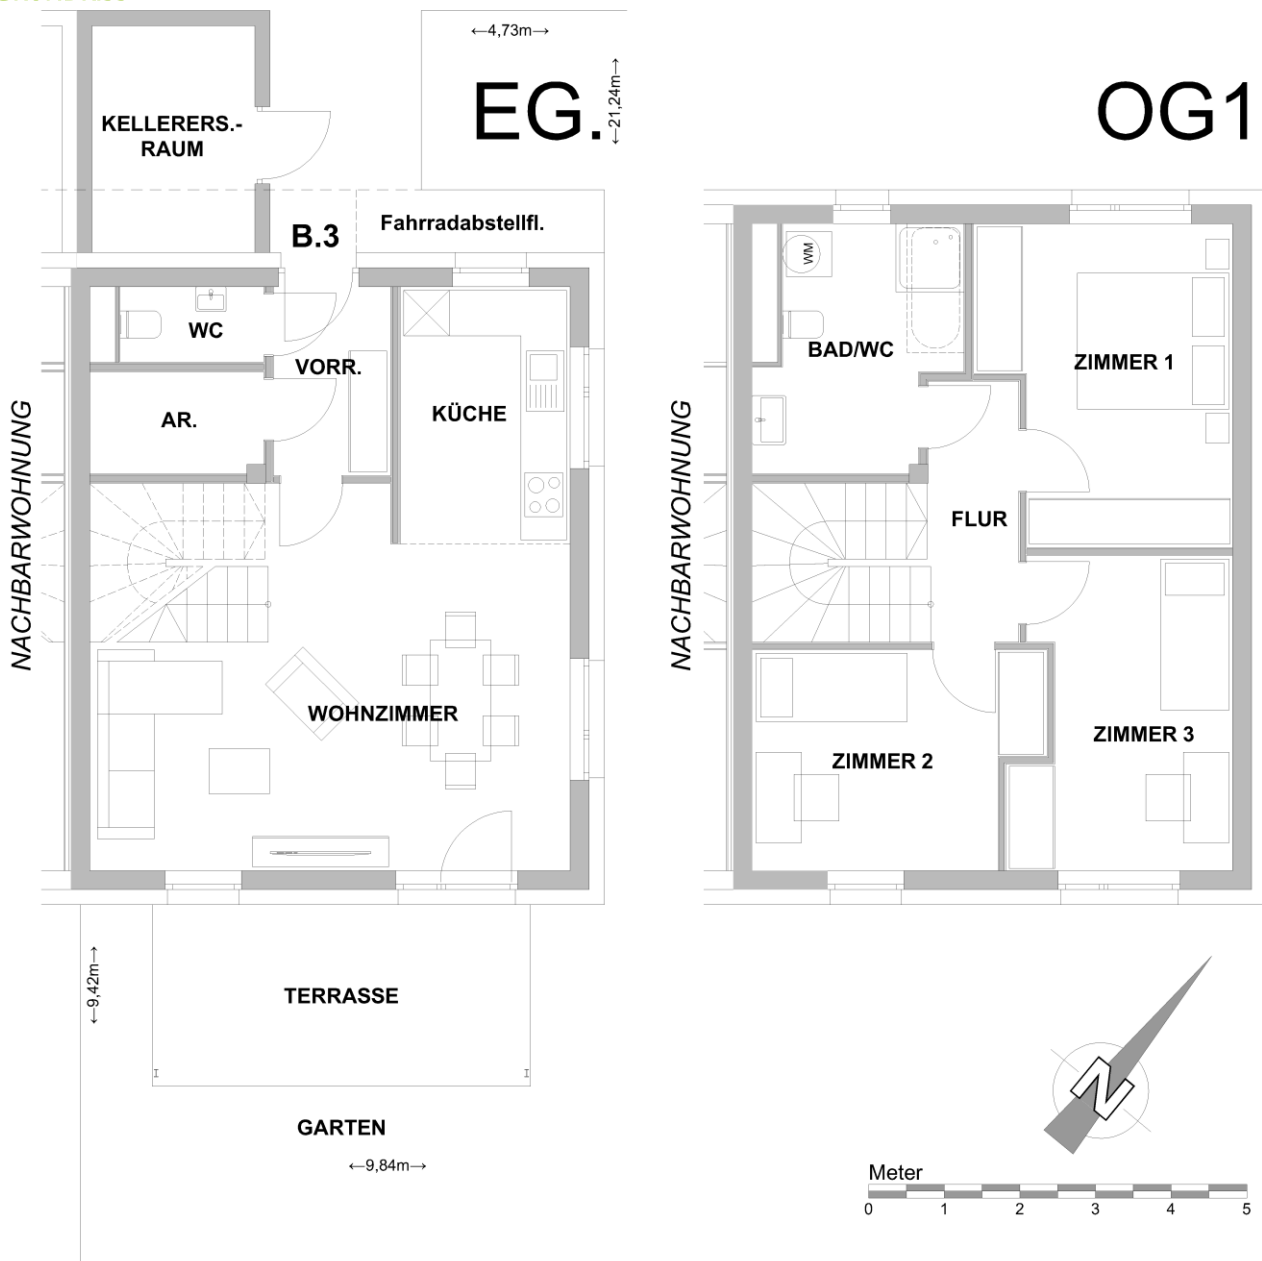 ←4,73m→
EG.
←21,24m→
OG1
KELLERERS.-
RAUM
B.3
Fahrradabstellfl.
WC
VORR.
AR.
KÜCHE
NACHBARWOHNUNG
WOHNZIMMER
TERRASSE
←9,42m→
GARTEN
←9,84m→
WM
BAD/WC
ZIMMER 1
NACHBARWOHNUNG
FLUR
ZIMMER 2
ZIMMER 3
N
Meter
0 1 2 3 4 5